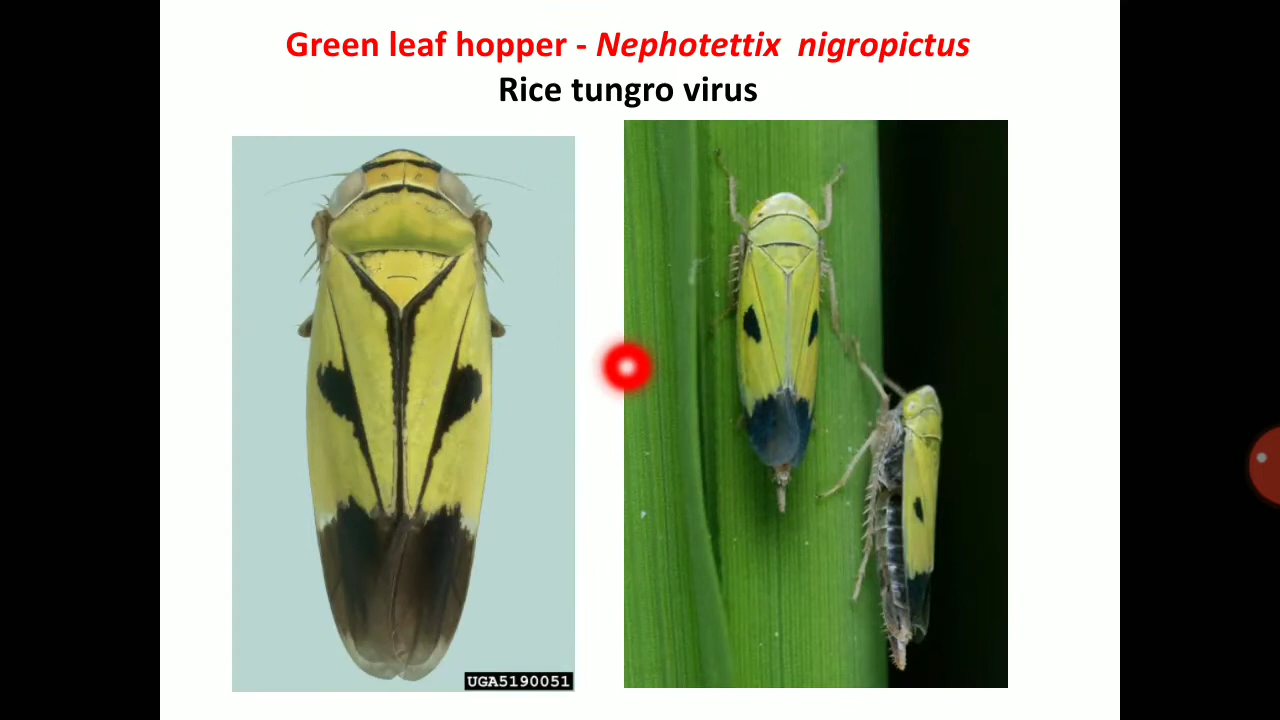 Green leaf hopper - Nephotettix nigropictus
Rice tungro virus
UGA5190051